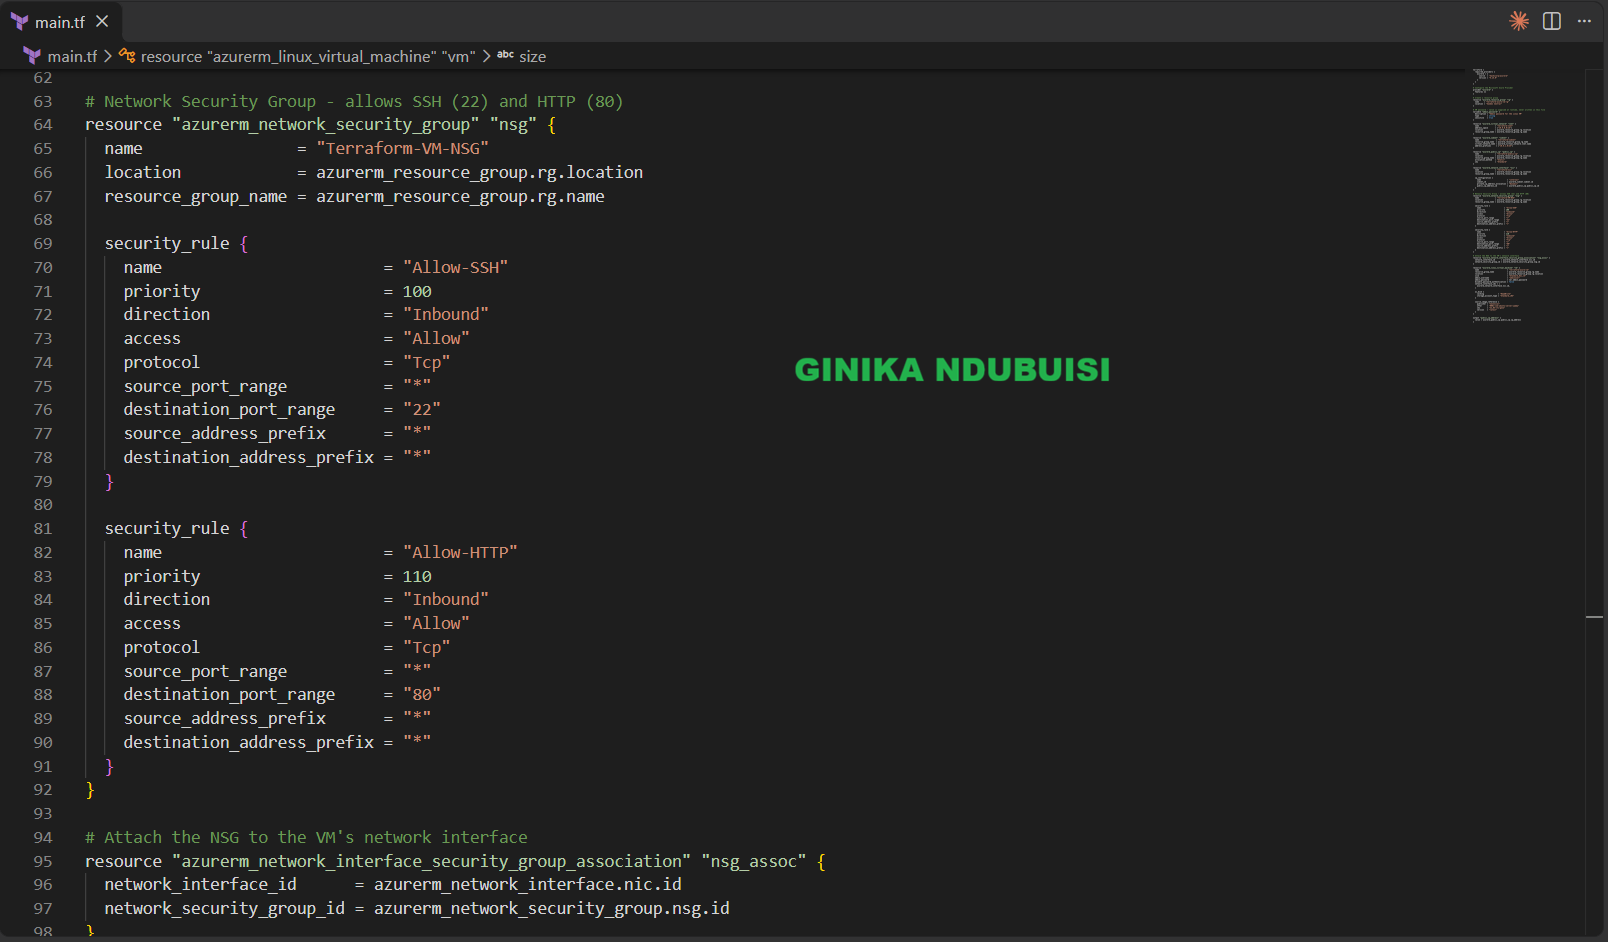 main.tf
main.tf > resource "azurerm_linux_virtual_machine" "vm" > abc size
62
63 # Network Security Group - allows SSH (22) and HTTP (80)
64 resource "azurerm_network_security_group" "nsg" {
65 name = "Terraform-VM-NSG"
66 location = azurerm_resource_group.rg.location
67 resource_group_name = azurerm_resource_group.rg.name
68
69 security_rule {
70 name = "Allow-SSH"
71 priority = 100
72 direction = "Inbound"
73 access = "Allow"
74 protocol = "Tcp"
GINIKA NDUBUISI
75 source_port_range = "*"
76 destination_port_range = "22"
77 source_address_prefix = "*"
78 destination_address_prefix = "*"
79 }
80
81 security_rule {
82 name = "Allow-HTTP"
83 priority = 110
84 direction = "Inbound"
85 access = "Allow"
86 protocol = "Tcp"
87 source_port_range = "*"
88 destination_port_range = "80"
89 source_address_prefix = "*"
90 destination_address_prefix = "*"
91 }
92 }
93
94 # Attach the NSG to the VM's network interface
95 resource "azurerm_network_interface_security_group_association" "nsg_assoc" {
96 network_interface_id = azurerm_network_interface.nic.id
97 network_security_group_id = azurerm_network_security_group.nsg.id
98 }